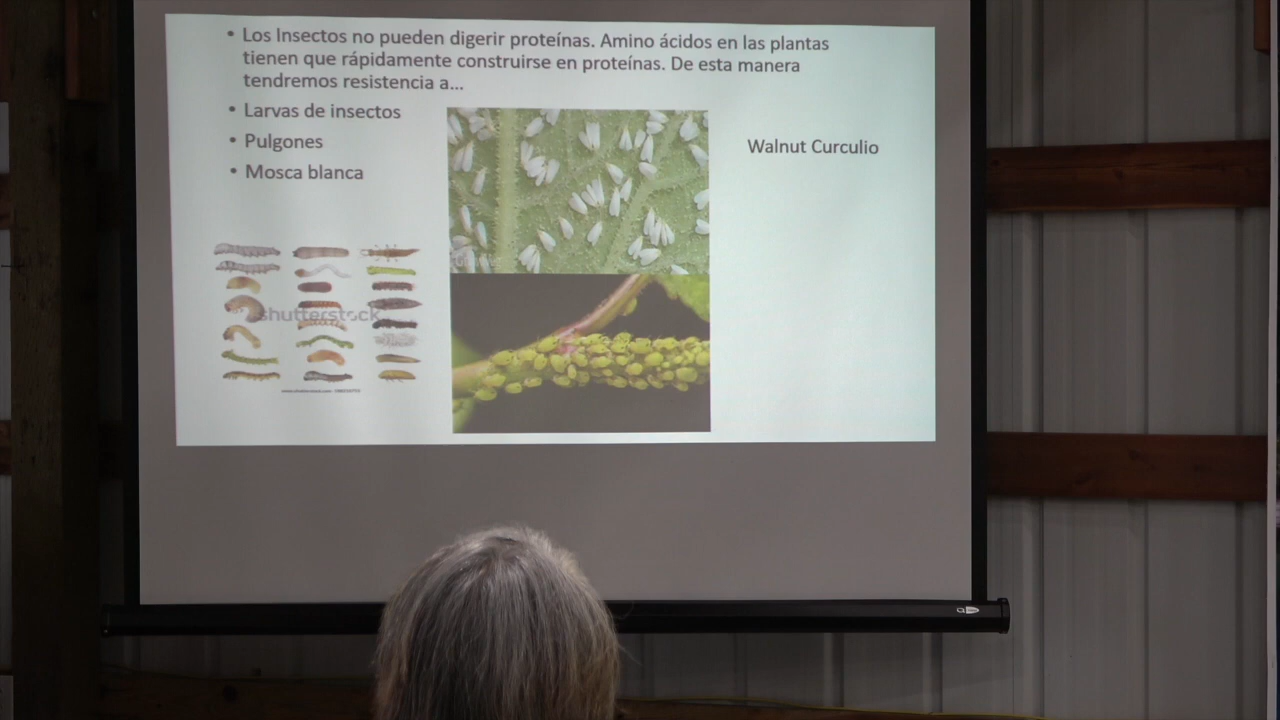 • Los Insectos no pueden digerir proteínas. Amino ácidos en las plantas
tienen que rápidamente construirse en proteínas. De esta manera
tendremos resistencia a...
• Larvas de insectos
• Pulgones
• Mosca blanca
Walnut Curculio
shutterstock